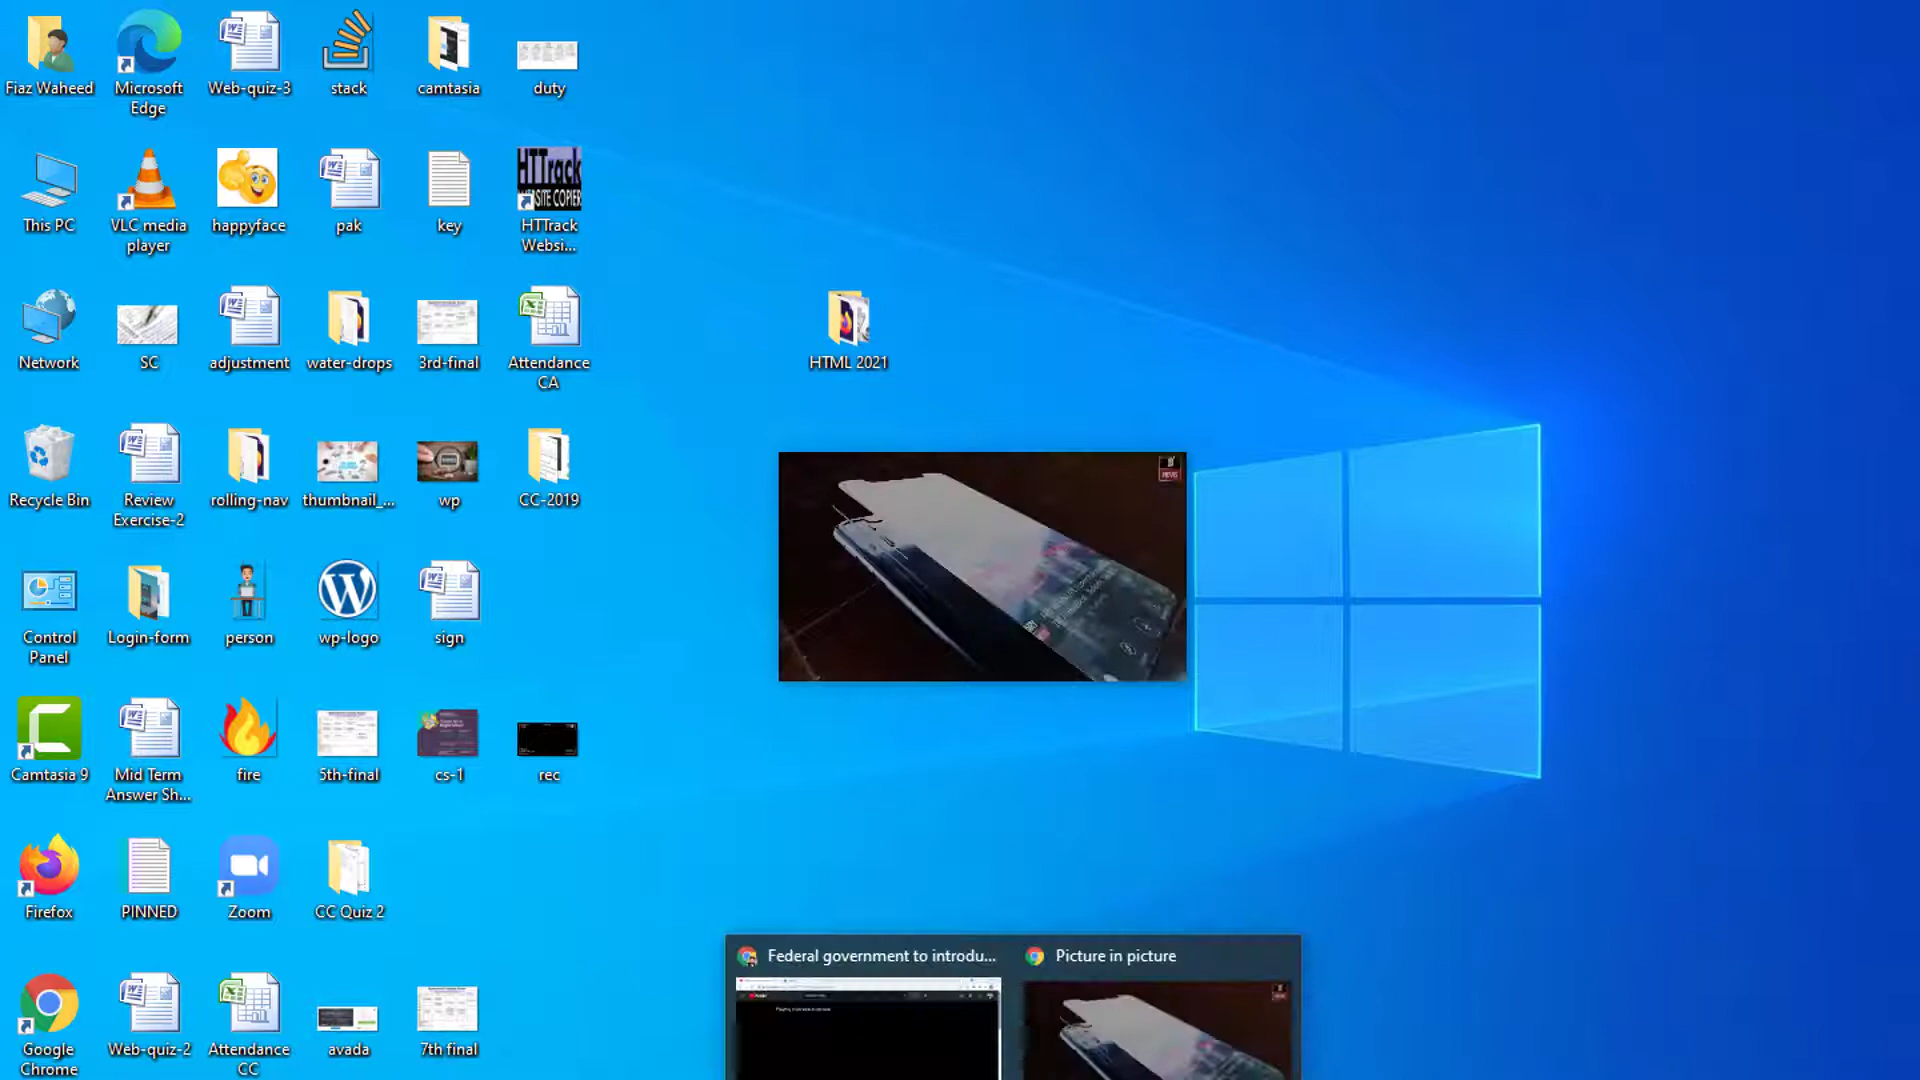 Fiaz Waheed
Microsoft
Edge
Web-quiz-3
stack
camtasia
duty
This PC
VLC media
player
happyface
pak
key
HTTrack
WEBSITE COPIER
HTTrack
Websi...
Network
SC
adjustment
water-drops
3rd-final
Attendance
CA
HTML 2021
Recycle Bin
Review
Exercise-2
rolling-nav
thumbnail_...
wp
CC-2019
NEWS
Control
Panel
Login-form
person
wp-logo
sign
Camtasia 9
Mid Term
Answer Sh...
fire
5th-final
cs-1
rec
Firefox
PINNED
Zoom
CC Quiz 2
Federal government to introdu...
Picture in picture
Google
Chrome
Web-quiz-2
Attendance
CC
avada
7th final